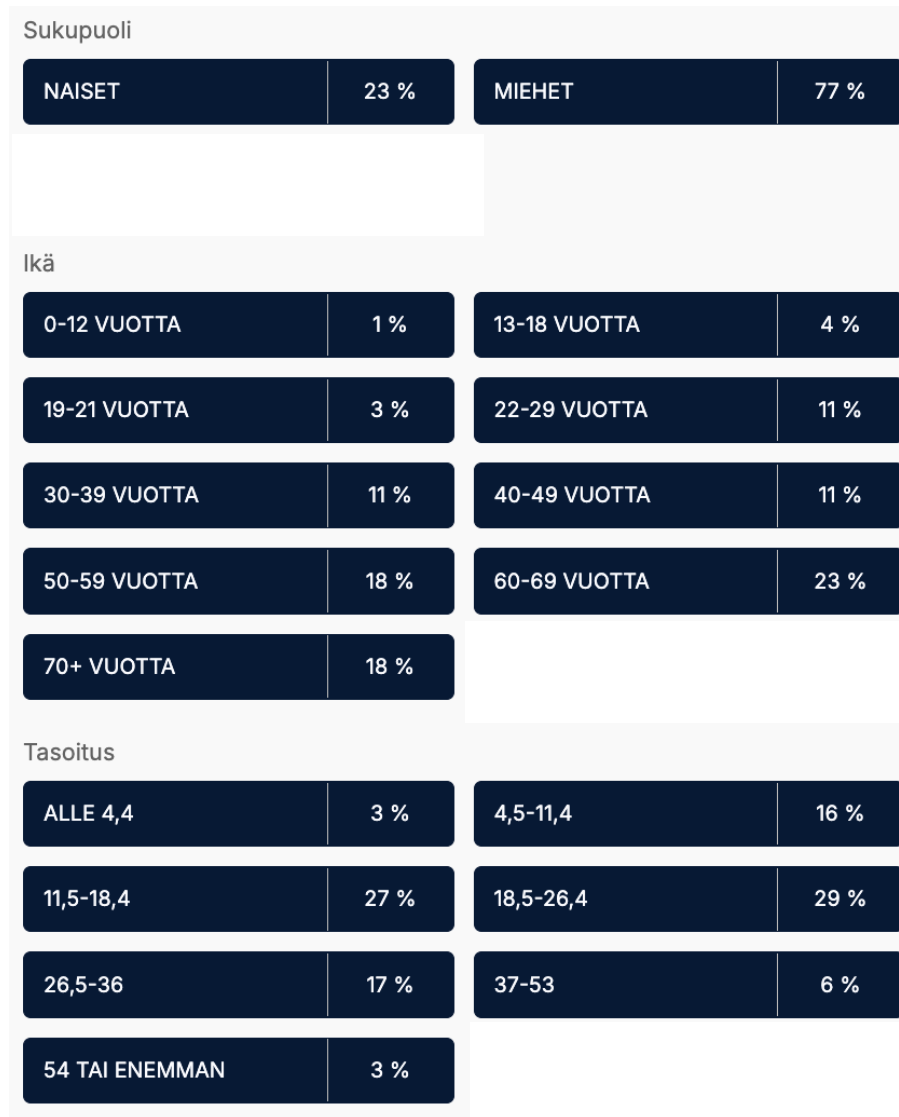 Sukupuoli
NAISET 23 % MIEHET 77 %
Ikä
0-12 VUOTTA 1 % 13-18 VUOTTA 4 %
19-21 VUOTTA 3 % 22-29 VUOTTA 11 %
30-39 VUOTTA 11 % 40-49 VUOTTA 11 %
50-59 VUOTTA 18 % 60-69 VUOTTA 23 %
70+ VUOTTA 18 %
Tasoitus
ALLE 4,4 3 % 4,5-11,4 16 %
11,5-18,4 27 % 18,5-26,4 29 %
26,5-36 17 % 37-53 6 %
54 TAI ENEMMAN 3 %